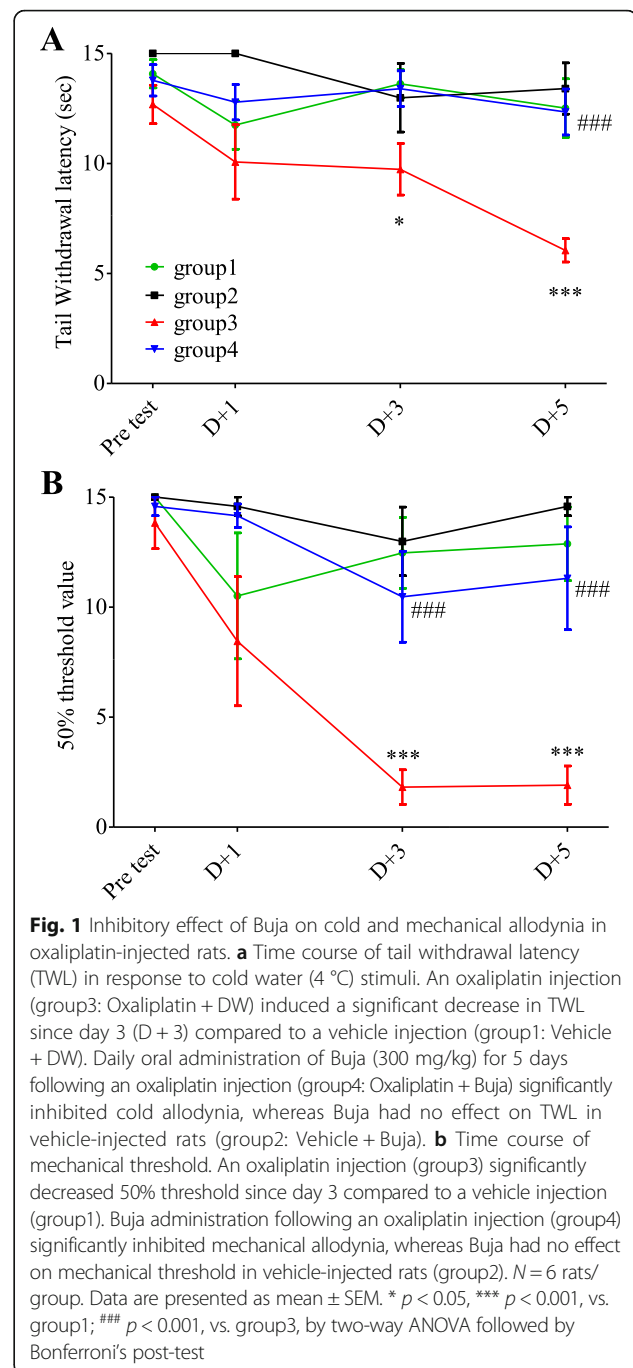 A
15
10
5
0
Tail Withdrawal latency (sec)
group1
group2
group3
group4
*
***
###
Pre test
D+1
D+3
D+5
B
15
10
5
0
50% threshold value
###
###
***
***
Pre test
D+1
D+3
D+5
Fig. 1 Inhibitory effect of Buja on cold and mechanical allodynia in
oxaliplatin-injected rats. a Time course of tail withdrawal latency
(TWL) in response to cold water (4 °C) stimuli. An oxaliplatin injection
(group3: Oxaliplatin + DW) induced a significant decrease in TWL
since day 3 (D + 3) compared to a vehicle injection (group1: Vehicle
+ DW). Daily oral administration of Buja (300 mg/kg) for 5 days
following an oxaliplatin injection (group4: Oxaliplatin + Buja) significantly
inhibited cold allodynia, whereas Buja had no effect on TWL in
vehicle-injected rats (group2: Vehicle + Buja). b Time course of
mechanical threshold. An oxaliplatin injection (group3) significantly
decreased 50% threshold since day 3 compared to a vehicle injection
(group1). Buja administration following an oxaliplatin injection (group4)
significantly inhibited mechanical allodynia, whereas Buja had no effect
on mechanical threshold in vehicle-injected rats (group2). N = 6 rats/
group. Data are presented as mean ± SEM. * p < 0.05, *** p < 0.001, vs.
group1; ### p < 0.001, vs. group3, by two-way ANOVA followed by
Bonferroni's post-test